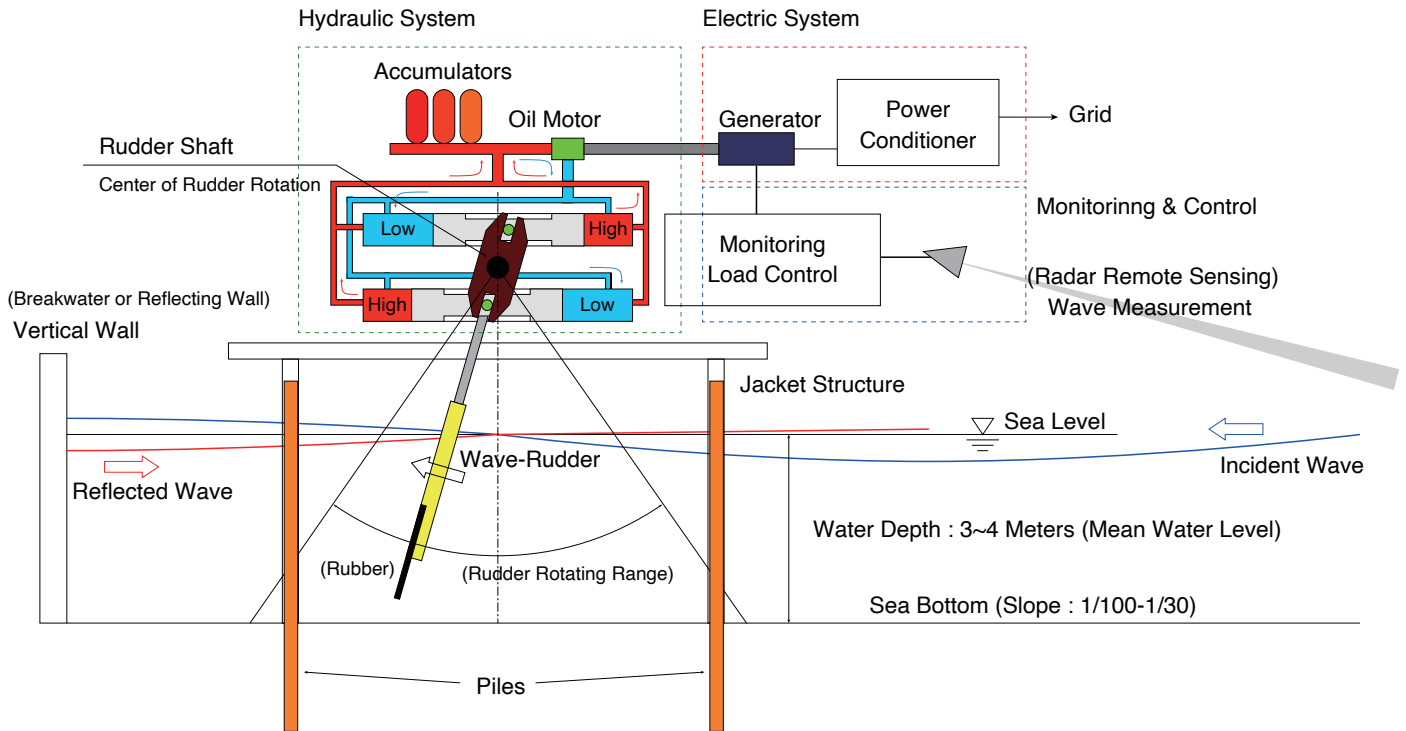 Hydraulic System
Electric System
Accumulators
Oil Motor
Generator
Power
Conditioner
Grid
Rudder Shaft
Center of Rudder Rotation
Low
High
High
Low
Monitoring
Load Control
Monitorinng & Control
(Radar Remote Sensing)
Wave Measurement
(Breakwater or Reflecting Wall)
Vertical Wall
Jacket Structure
Sea Level
Wave-Rudder
Reflected Wave
Incident Wave
Water Depth : 3~4 Meters (Mean Water Level)
(Rubber)
(Rudder Rotating Range)
Sea Bottom (Slope : 1/100-1/30)
Piles